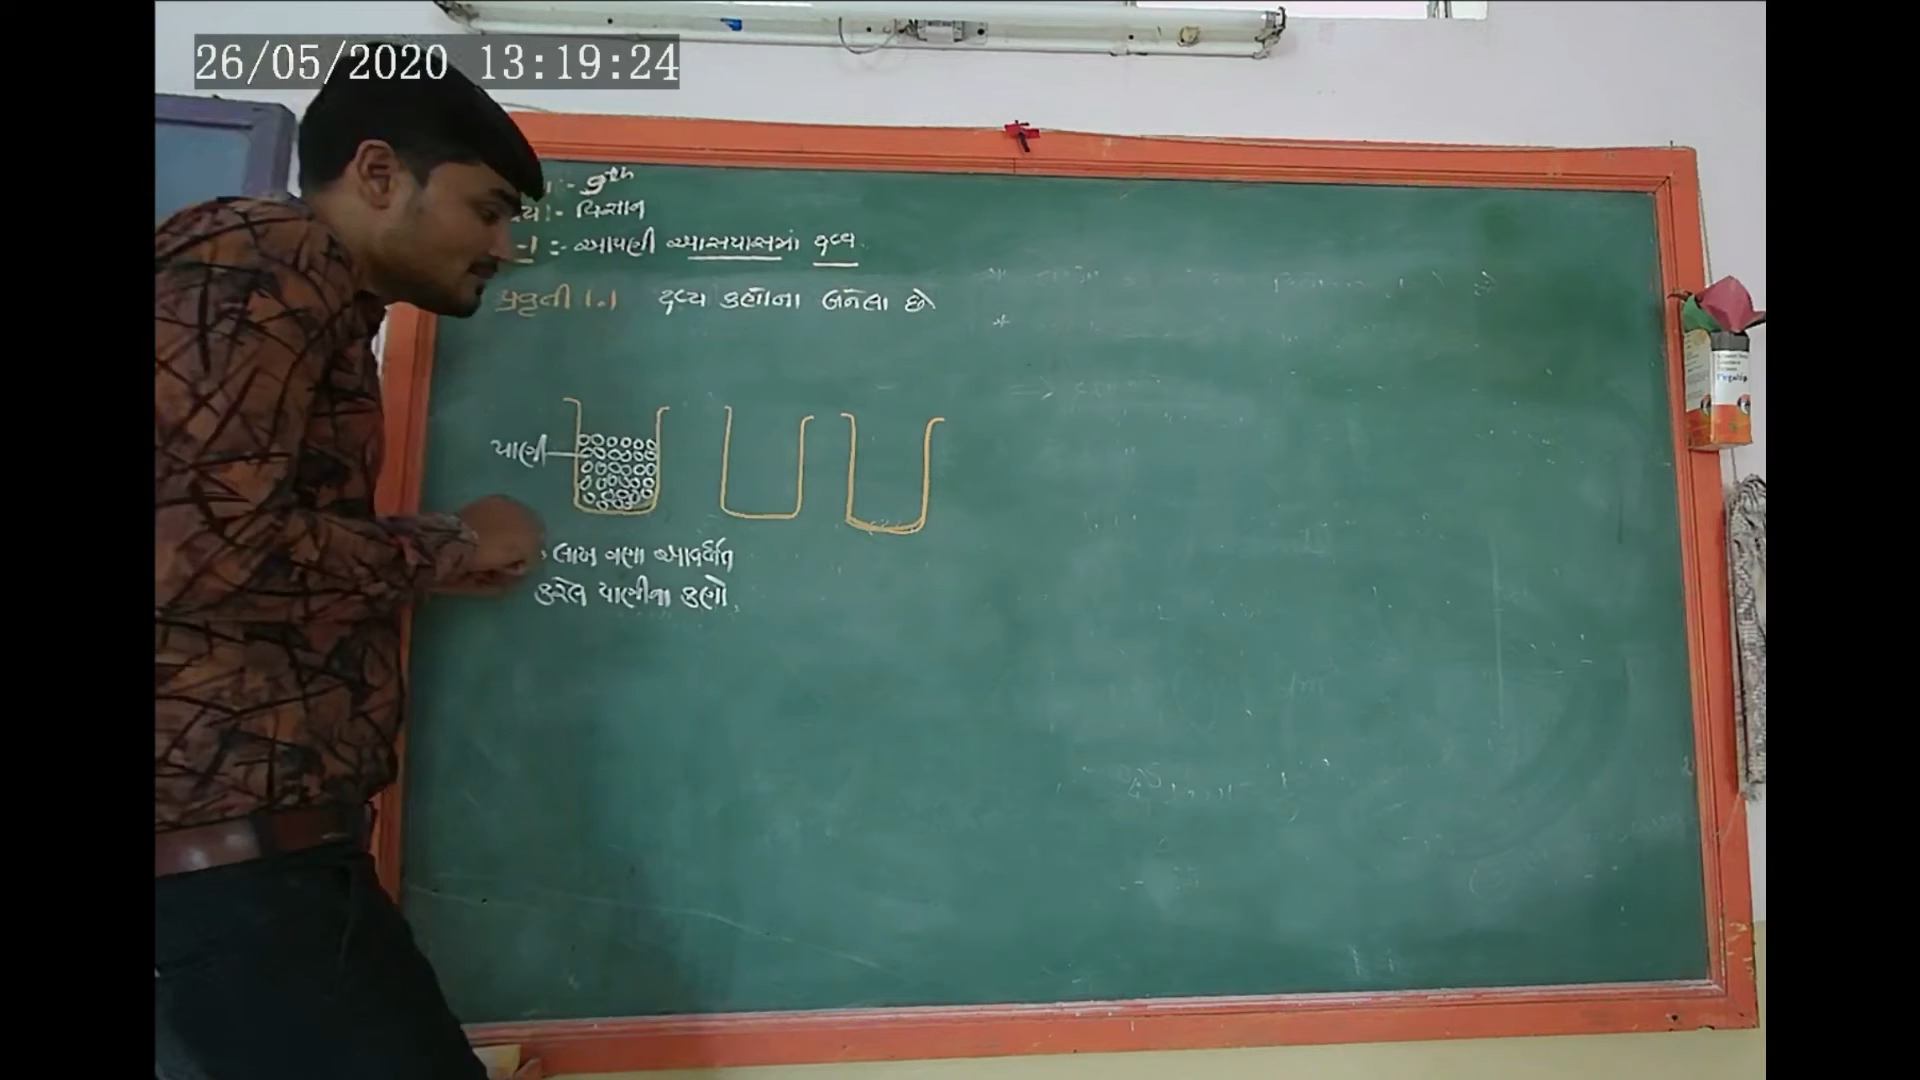 26/05/2020 13:19:24
:- 9th
:- વિજ્ઞાન
-1 :- આપણી આસપાસમાં દ્રવ્ય
પ્રવૃતી 1.1 દ્રવ્ય કણોના બનેલા છે
પાણી
લાખ ગણા આવર્ધીત
કરેલ પાણીના કણો